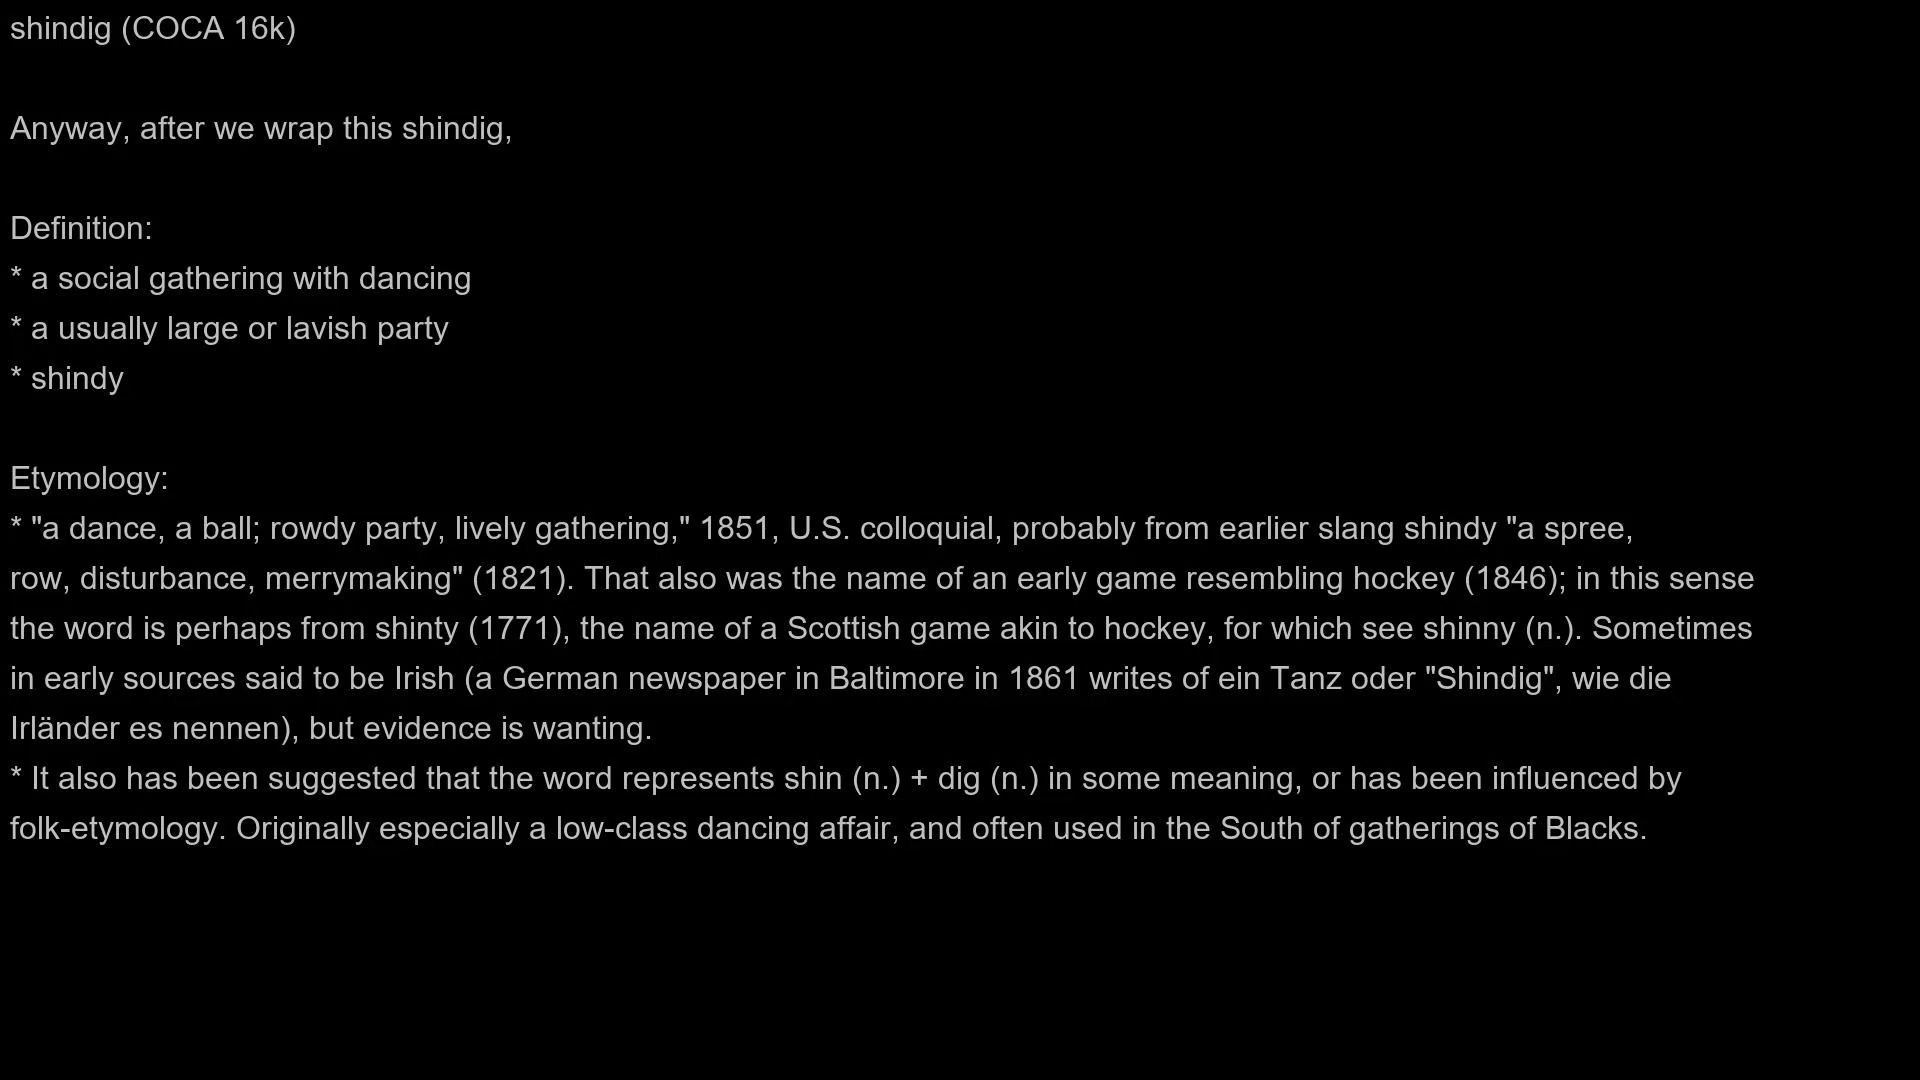 shindig (COCA 16k)
Anyway, after we wrap this shindig,
Definition:
* a social gathering with dancing
* a usually large or lavish party
* shindy
Etymology:
* "a dance, a ball; rowdy party, lively gathering," 1851, U.S. colloquial, probably from earlier slang shindy "a spree,
row, disturbance, merrymaking" (1821). That also was the name of an early game resembling hockey (1846); in this sense
the word is perhaps from shinty (1771), the name of a Scottish game akin to hockey, for which see shinny (n.). Sometimes
in early sources said to be Irish (a German newspaper in Baltimore in 1861 writes of ein Tanz oder "Shindig", wie die
Irländer es nennen), but evidence is wanting.
* It also has been suggested that the word represents shin (n.) + dig (n.) in some meaning, or has been influenced by
folk-etymology. Originally especially a low-class dancing affair, and often used in the South of gatherings of Blacks.